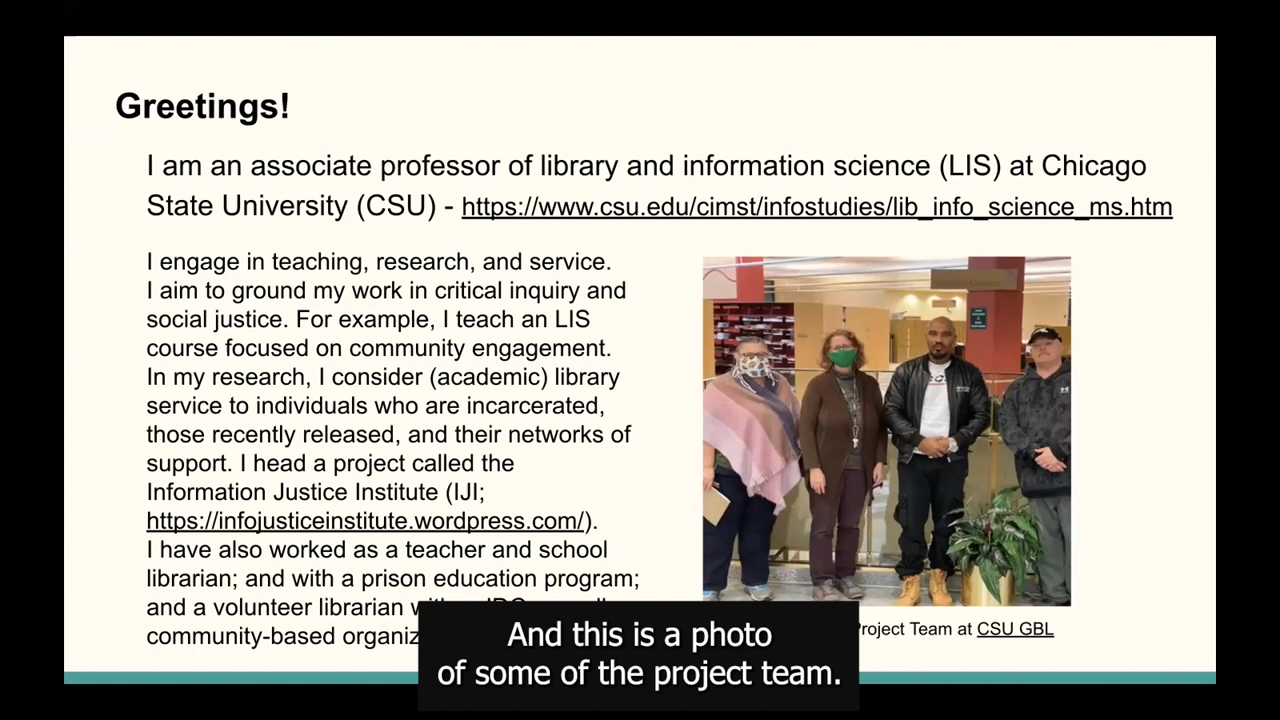 Greetings!
I am an associate professor of library and information science (LIS) at Chicago
State University (CSU) - https://www.csu.edu/cimst/infostudies/lib_info_science_ms.htm
I engage in teaching, research, and service.
I aim to ground my work in critical inquiry and
social justice. For example, I teach an LIS
course focused on community engagement.
In my research, I consider (academic) library
service to individuals who are incarcerated,
those recently released, and their networks of
support. I head a project called the
Information Justice Institute (IJI;
https://infojusticeinstitute.wordpress.com/).
I have also worked as a teacher and school
librarian; and with a prison education program;
and a volunteer librarian
community-based
Project Team at CSU GBL
And this is a photo
of some of the project team.